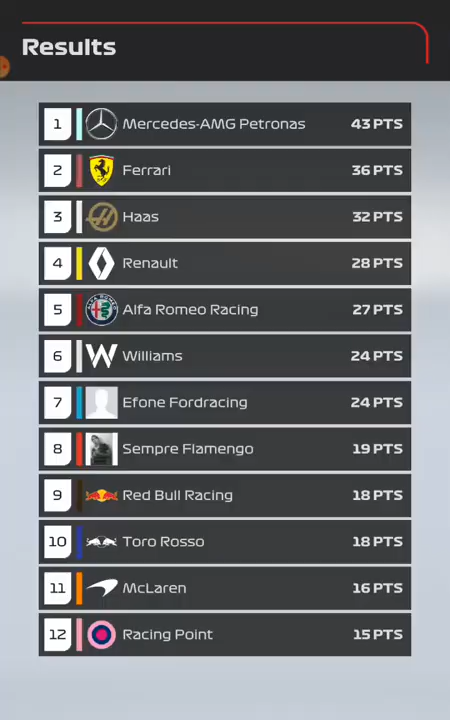 Results
1 Mercedes-AMG Petronas 43 PTS
2 Ferrari 36 PTS
3 Haas 32 PTS
4 Renault 28 PTS
5 Alfa Romeo Racing 27 PTS
6 Williams 24 PTS
7 Efone Fordracing 24 PTS
8 Sempre Flamengo 19 PTS
9 Red Bull Racing 18 PTS
10 Toro Rosso 18 PTS
11 McLaren 16 PTS
12 Racing Point 15 PTS